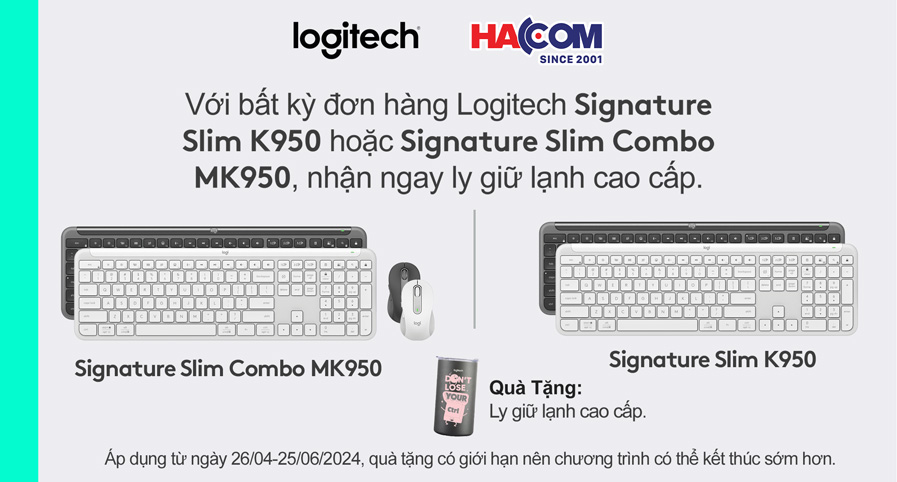 logitech
HACOM
SINCE 2001
Với bất kỳ đơn hàng Logitech Signature
Slim K950 hoặc Signature Slim Combo
MK950, nhận ngay ly giữ lạnh cao cấp.
Signature Slim Combo MK950
Signature Slim K950
DON'T
LOSE
YOUR
Ctrl
Quà Tặng:
Ly giữ lạnh cao cấp.
Áp dụng từ ngày 26/04-25/06/2024, quà tặng có giới hạn nên chương trình có thể kết thúc sớm hơn.